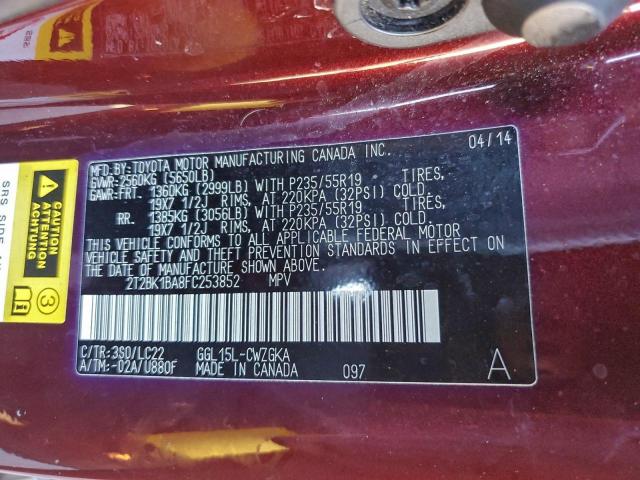 MFD.BY:TOYOTA MOTOR MANUFACTURING CANADA INC. 04/14
GVWR-2560KG (5650LB)
GAWR-FRT. 1360KG (2999LB) WITH P235/55R19 TIRES,
19X7 1/2J RIMS, AT 220KPA (32PSI) COLD.
RR. 1385KG (3056LB) WITH P235/55R19 TIRES,
19X7 1/2J RIMS, AT 220KPA (32PSI) COLD.
THIS VEHICLE CONFORMS TO ALL APPLICABLE FEDERAL MOTOR
VEHICLE SAFETY AND THEFT PREVENTION STANDARDS IN EFFECT ON
THE DATE OF MANUFACTURE SHOWN ABOVE.
2T2BK1BA8FC253852 MPV
C/TR:3S0/LC22 GGL15L-CWZGKA
A/TM:-02A/U880F MADE IN CANADA 097 A
CAUTION
ATTENTION
ACHTUNG
3
SRS SIDE